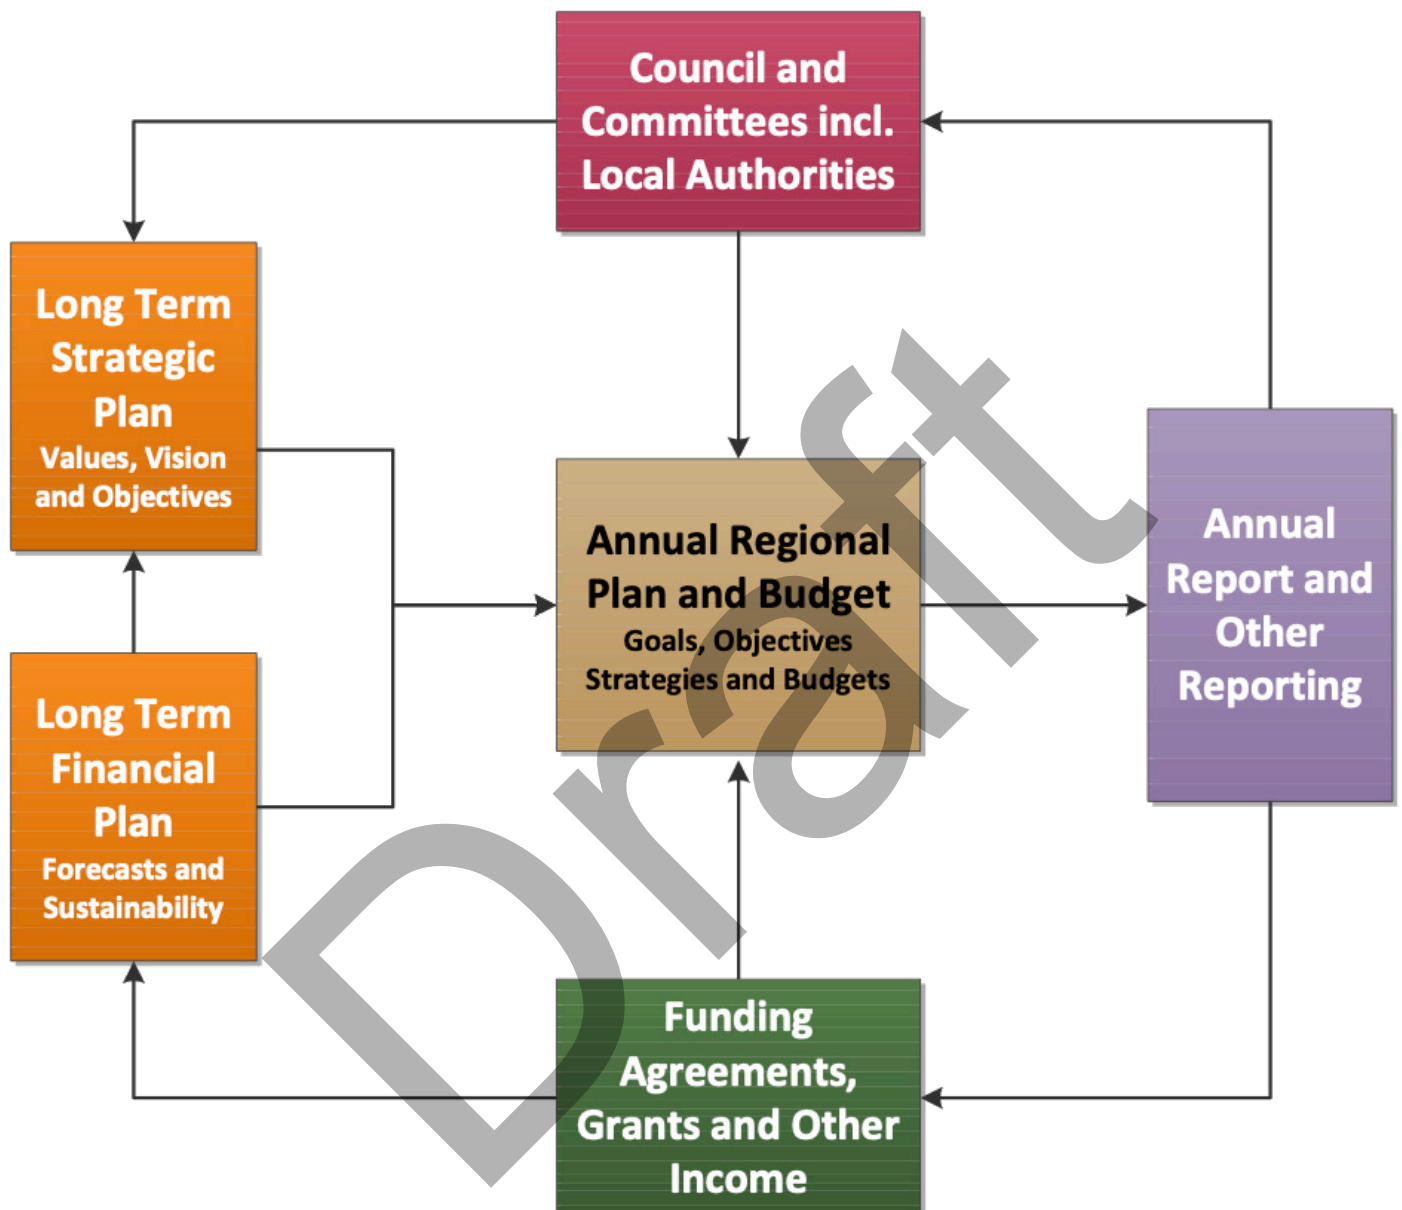 Council and
Committees incl.
Local Authorities
Long Term
Strategic
Plan
Values, Vision
and Objectives
Annual Regional
Plan and Budget
Goals, Objectives
Strategies and Budgets
Annual
Report and
Other
Reporting
Long Term
Financial
Plan
Forecasts and
Sustainability
Funding
Agreements,
Grants and Other
Income
Draft